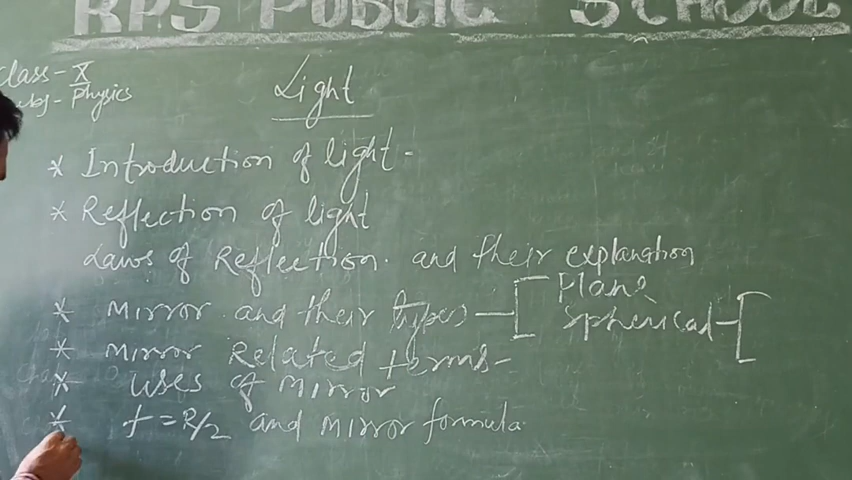 RPS PUBLIC SCHOOL
Class - X
Subj - Physics
Light
* Introduction of light -
* Reflection of light
Laws of Reflection. and their explanation
* Mirror and their types — [ Plane
Spherical - [
* Mirror Related terms -
* Uses of Mirror
* f = R/2 and Mirror formula